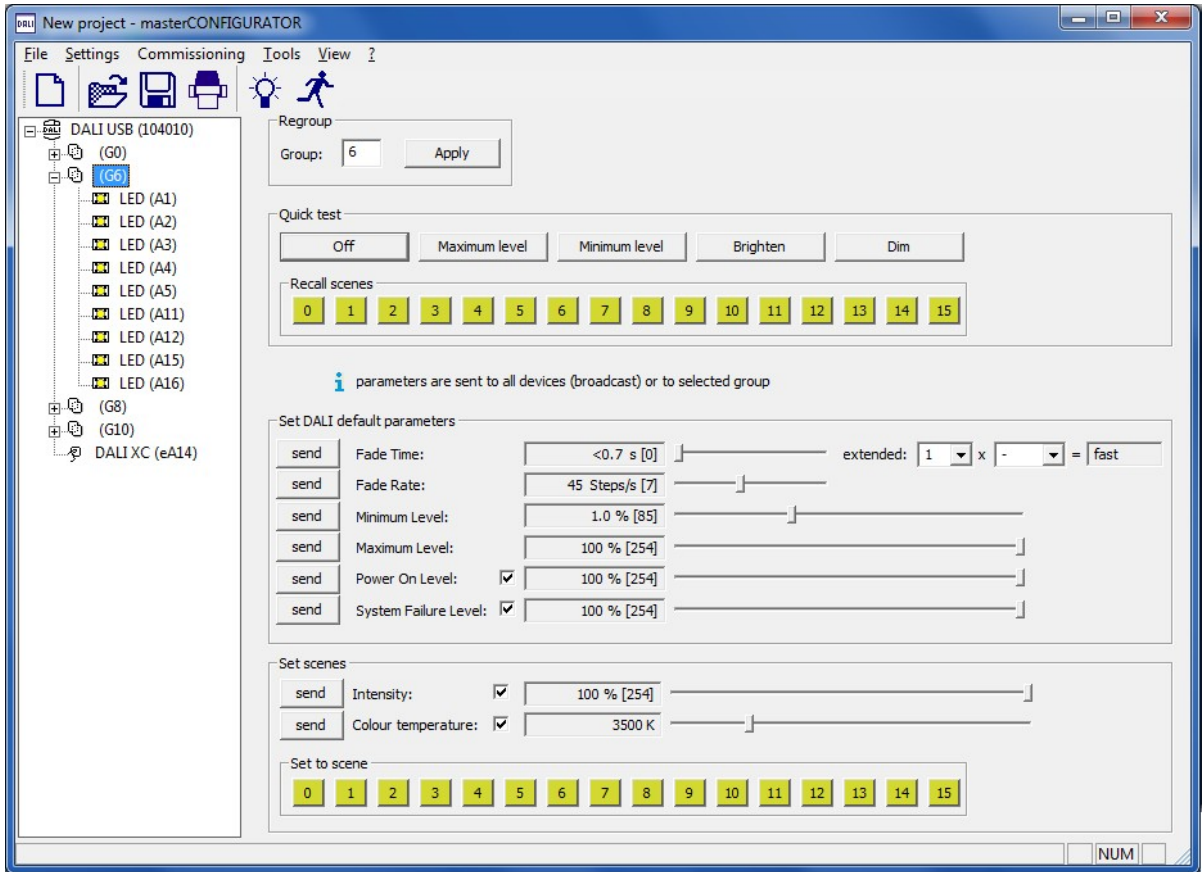 DALI New project - masterCONFIGURATOR
File Settings Commissioning Tools View ?
DALI USB (104010)
(G0)
(G6)
LED (A1)
LED (A2)
LED (A3)
LED (A4)
LED (A5)
LED (A11)
LED (A12)
LED (A15)
LED (A16)
(G8)
(G10)
DALI XC (eA14)
Regroup
Group: 6 Apply
Quick test
Off Maximum level Minimum level Brighten Dim
Recall scenes
0 1 2 3 4 5 6 7 8 9 10 11 12 13 14 15
i parameters are sent to all devices (broadcast) or to selected group
Set DALI default parameters
send Fade Time: <0.7 s [0] extended: 1 x - = fast
send Fade Rate: 45 Steps/s [7]
send Minimum Level: 1.0 % [85]
send Maximum Level: 100 % [254]
send Power On Level: 100 % [254]
send System Failure Level: 100 % [254]
Set scenes
send Intensity: 100 % [254]
send Colour temperature: 3500 K
Set to scene
0 1 2 3 4 5 6 7 8 9 10 11 12 13 14 15
NUM